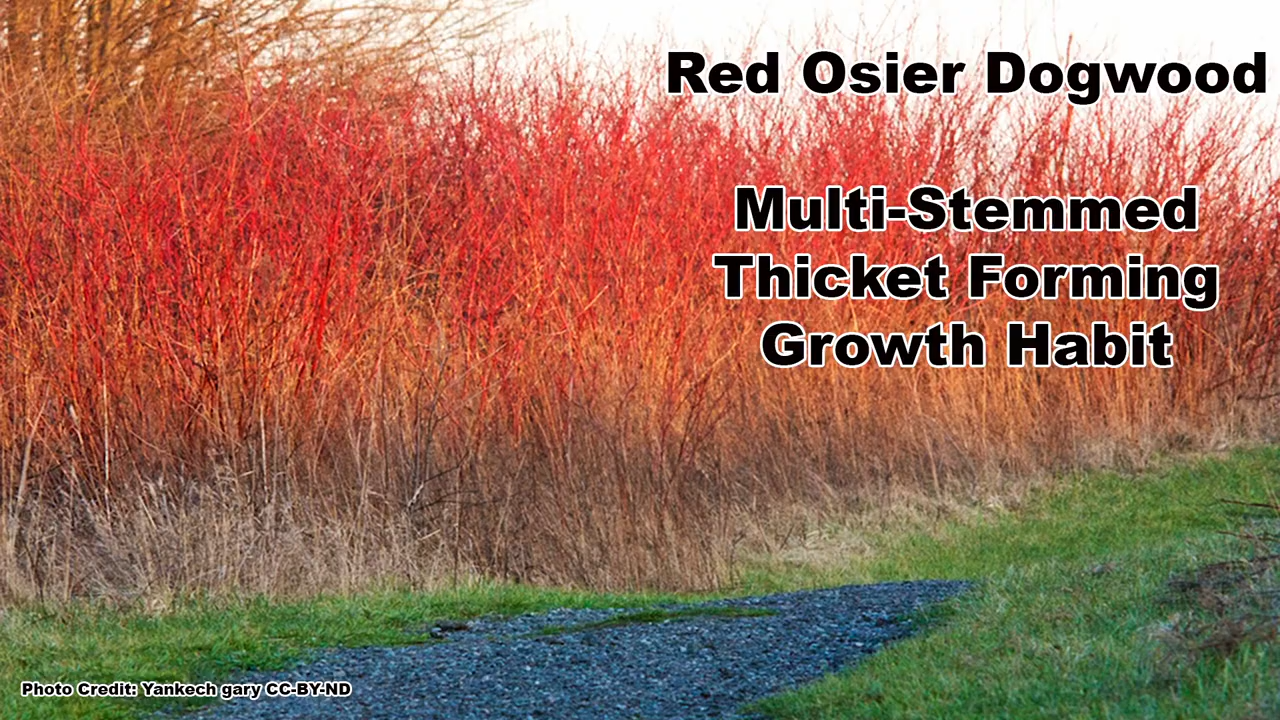 Red Osier Dogwood
Multi-Stemmed
Thicket Forming
Growth Habit
Photo Credit: Yankech gary CC-BY-ND